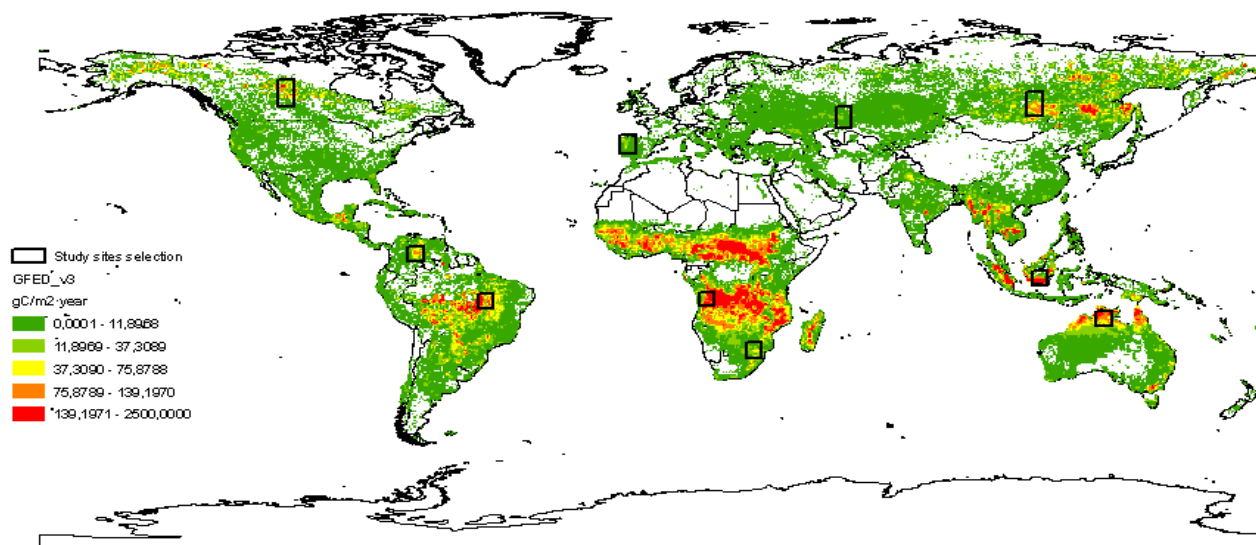 Study sites selection
GFED_v3
gC/m2·year
0,0001 - 11,8968
11,8969 - 37,3089
37,3090 - 75,8788
75,8789 - 139,1970
139,1971 - 2500,0000